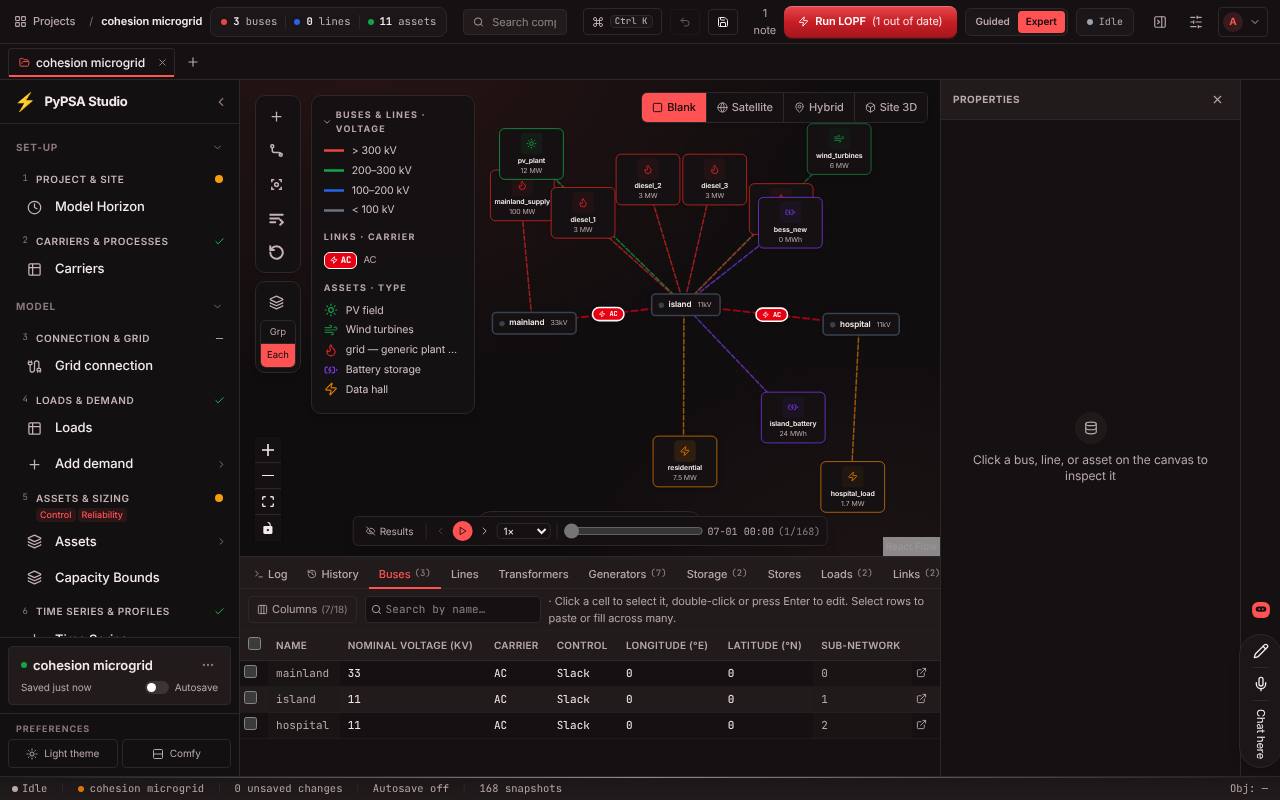 Projects / cohesion microgrid
3 buses 0 lines 11 assets
Ctrl K
1 note
Run LOPF (1 out of date)
Guided Expert
Idle
A
cohesion microgrid
PyPSA Studio
SET-UP
1 PROJECT & SITE
Model Horizon
2 CARRIERS & PROCESSES
Carriers
MODEL
3 CONNECTION & GRID
Grid connection
4 LOADS & DEMAND
Loads
Add demand
5 ASSETS & SIZING
Control Reliability
Assets
Capacity Bounds
6 TIME SERIES & PROFILES
cohesion microgrid
Saved just now Autosave
PREFERENCES
Light theme Comfy
Grp
Each
BUSES & LINES · VOLTAGE
> 300 kV
200–300 kV
100–200 kV
< 100 kV
LINKS · CARRIER
AC AC
ASSETS · TYPE
PV field
Wind turbines
grid — generic plant ...
Battery storage
Data hall
Blank Satellite Hybrid Site 3D
pv_plant
12 MW
mainland_supply
100 MW
diesel_1
3 MW
diesel_2
3 MW
diesel_3
3 MW
wind_turbines
6 MW
bess_new
0 MWh
mainland 33kV
AC
island 11kV
AC
hospital 11kV
island_battery
24 MWh
residential
7.5 MW
hospital_load
1.7 MW
Results 1× 07-01 00:00 (1/168)
React Flow
PROPERTIES
Click a bus, line, or asset on the canvas to
inspect it
Log History Buses (3) Lines Transformers Generators (7) Storage (2) Stores Loads (2) Links (2)
Columns (7/18) Search by name… · Click a cell to select it, double-click or press Enter to edit. Select rows to
paste or fill across many.
NAME NOMINAL VOLTAGE (KV) CARRIER CONTROL LONGITUDE (°E) LATITUDE (°N) SUB-NETWORK
mainland 33 AC Slack 0 0 0
island 11 AC Slack 0 0 1
hospital 11 AC Slack 0 0 2
Chat here
Idle cohesion microgrid 0 unsaved changes Autosave off 168 snapshots Obj: —